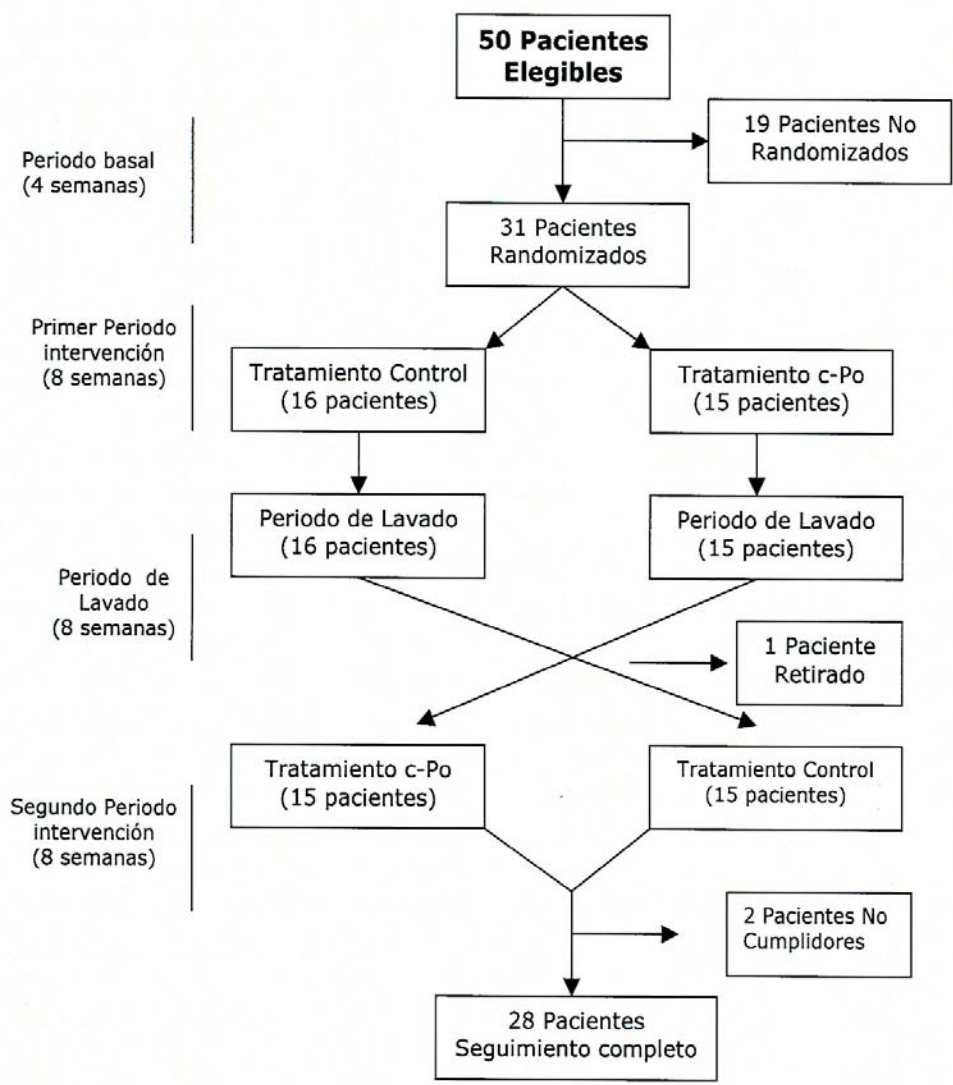 50 Pacientes
Elegibles
19 Pacientes No
Randomizados
Periodo basal
(4 semanas)
31 Pacientes
Randomizados
Primer Periodo
intervención
(8 semanas)
Tratamiento Control
(16 pacientes)
Tratamiento c-Po
(15 pacientes)
Periodo de Lavado
(16 pacientes)
Periodo de Lavado
(15 pacientes)
Periodo de
Lavado
(8 semanas)
1 Paciente
Retirado
Tratamiento c-Po
(15 pacientes)
Tratamiento Control
(15 pacientes)
Segundo Periodo
intervención
(8 semanas)
2 Pacientes No
Cumplidores
28 Pacientes
Seguimiento completo